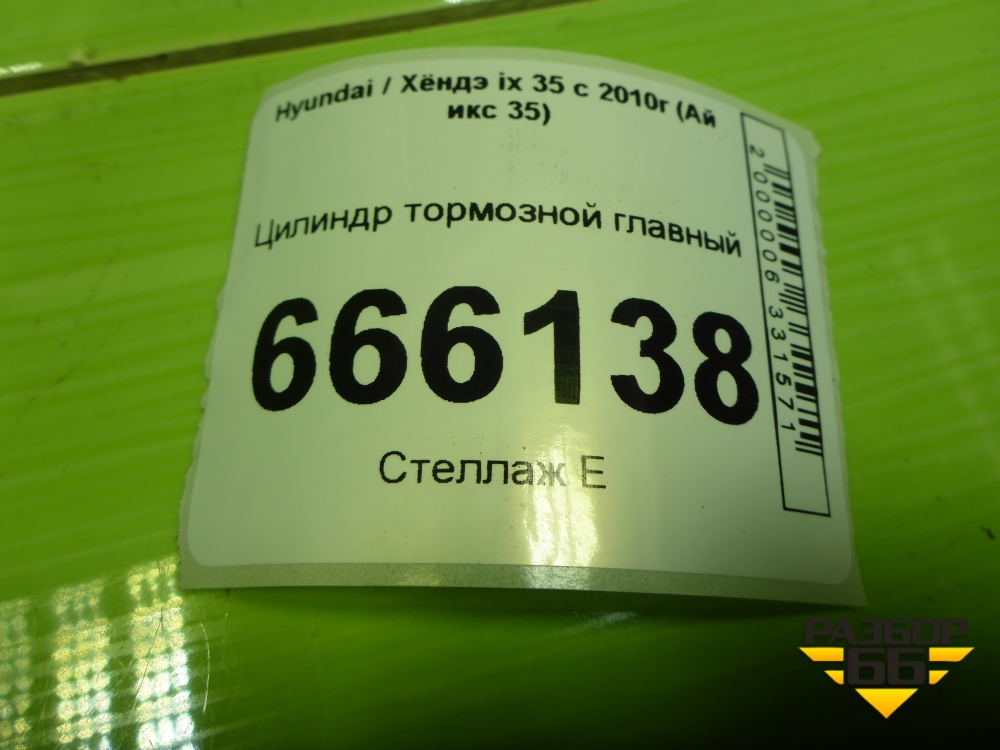 Hyundai / Хёндэ ix 35 с 2010г (Ай
икс 35)
Цилиндр тормозной главный
666138
Стеллаж Е
2000006331571
РАЗБОР
66